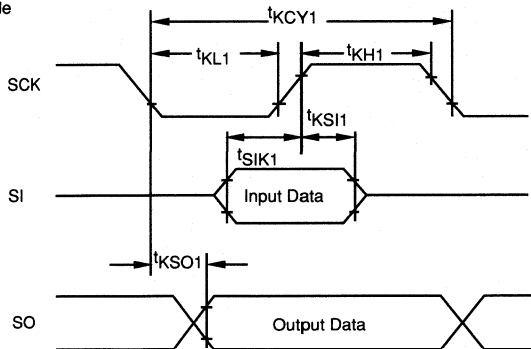 le
tKCY1
tKL1
tKH1
SCK
tKSI1
tSIK1
SI
Input Data
tKSO1
SO
Output Data